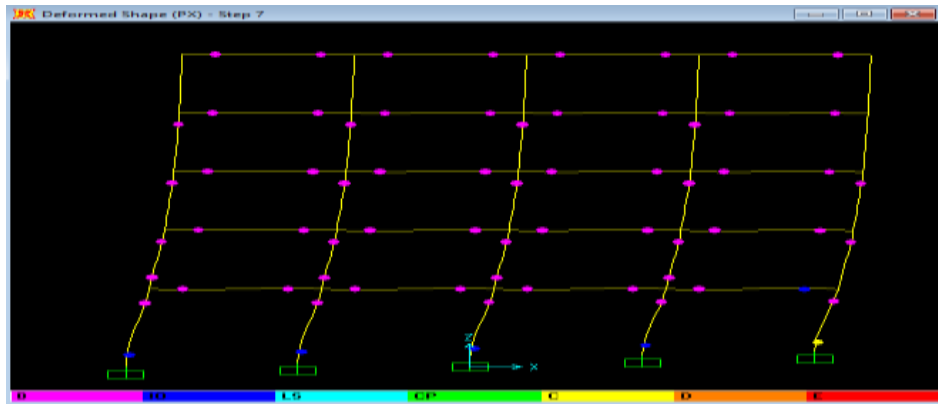 Deformed Shape (PX) - Step 7
Z
X
B IO LS CP C D E